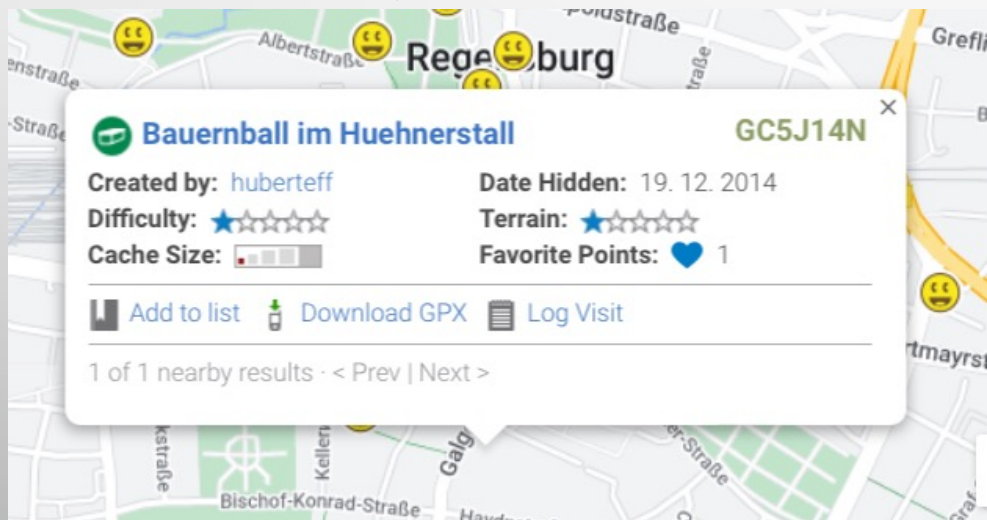 poldstraße
Albertstraße
Regensburg
Grefli
enstraße
-Straße
raße
Bauernball im Huehnerstall
GC5J14N
Created by: huberteff
Date Hidden: 19. 12. 2014
Difficulty:
Terrain:
Cache Size:
Favorite Points: 1
Add to list
Download GPX
Log Visit
1 of 1 nearby results · < Prev | Next >
rtmayrst
kstraße
Keller
Galg
er-Straße
Bischof-Konrad-Straße
Graf